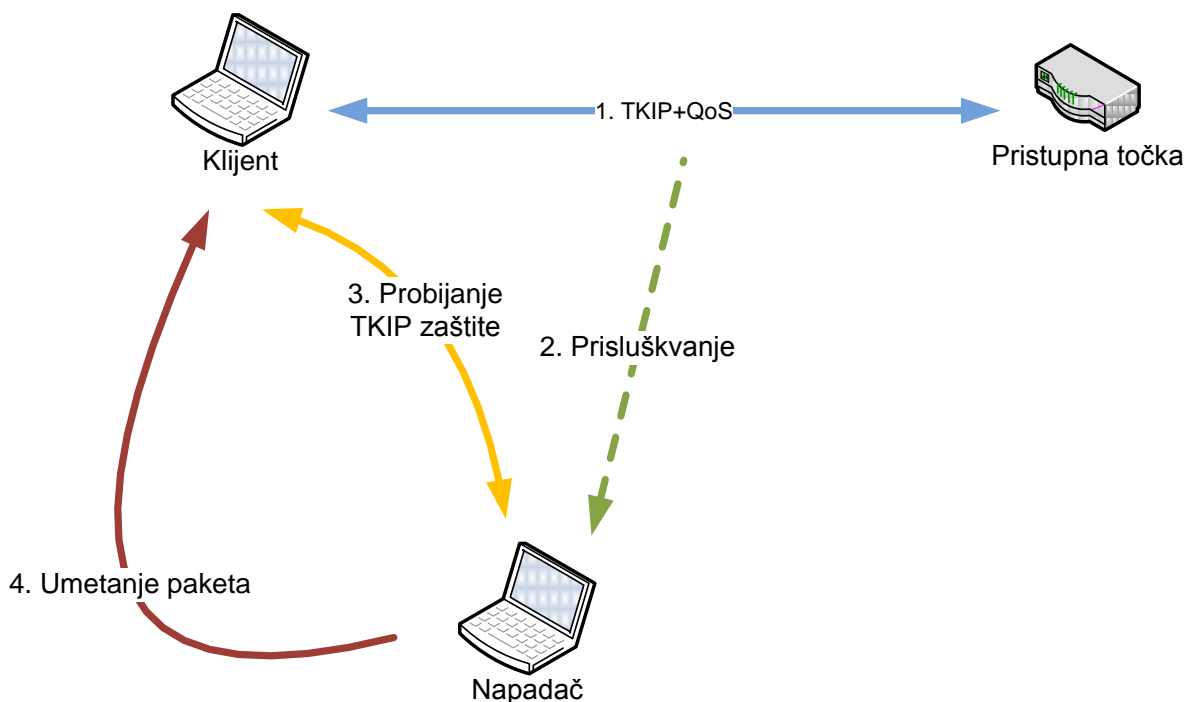 1. TKIP+QoS
Klijent
Pristupna točka
3. Probijanje
TKIP zaštite
2. Prisluškvanje
4. Umetanje paketa
Napadač